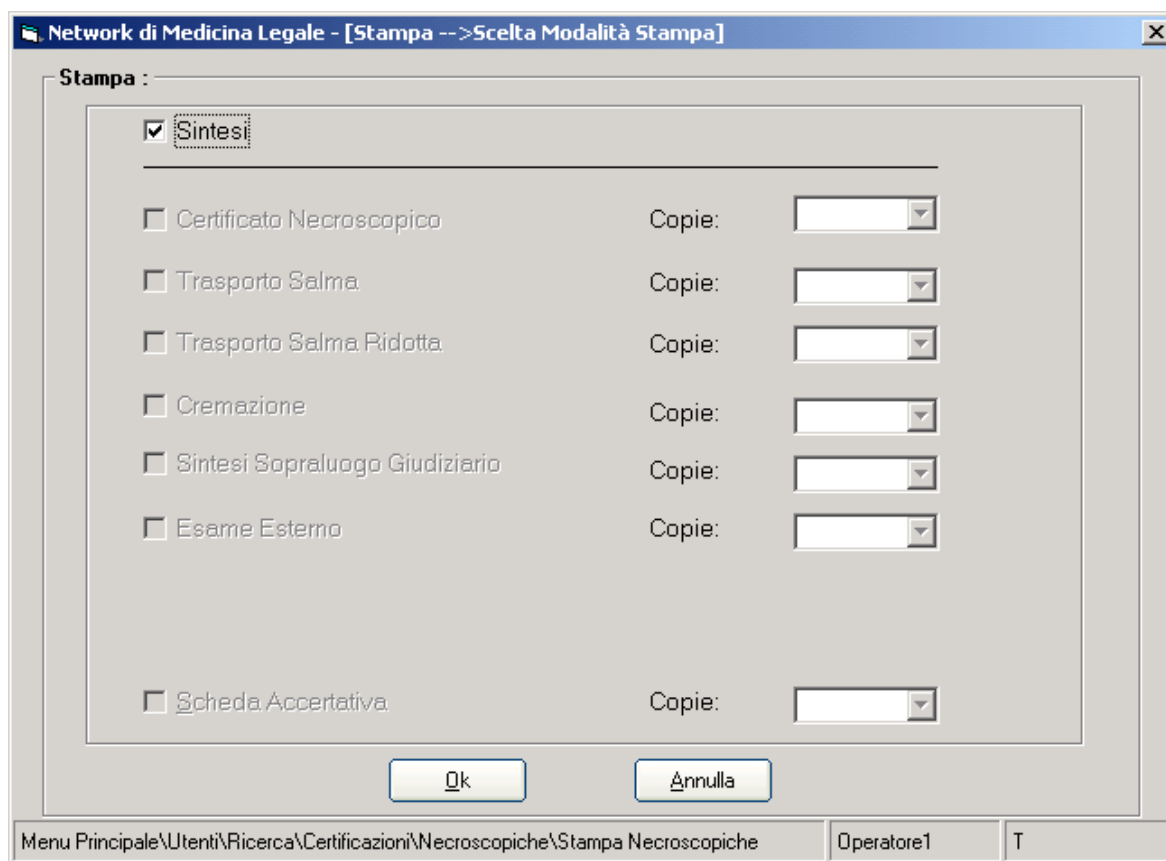 Network di Medicina Legale - [Stampa -->Scelta Modalità Stampa]
Stampa :
Sintesi
Certificato Necroscopico Copie:
Trasporto Salma Copie:
Trasporto Salma Ridotta Copie:
Cremazione Copie:
Sintesi Sopraluogo Giudiziario Copie:
Esame Esterno Copie:
Scheda Accertativa Copie:
Ok Annulla
Menu Principale\Utenti\Ricerca\Certificazioni\Necroscopiche\Stampa Necroscopiche Operatore1 T